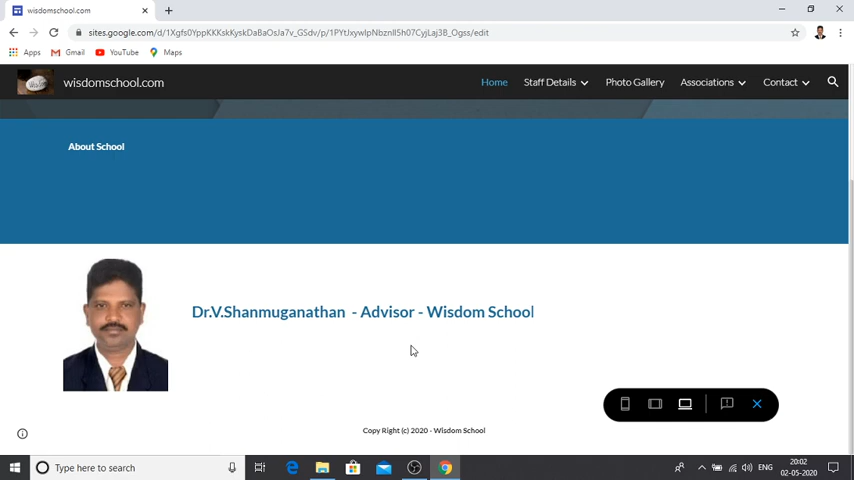 wisdomschool.com
sites.google.com/d/1Xgfs0YppKKKskKyskDaBaOsJa7v_GSdv/p/1PYtJxywlpNbznll5h07CyjLaj3B_Ogss/edit
Apps Gmail YouTube Maps
wisdomschool.com Home Staff Details Photo Gallery Associations Contact
About School
Dr.V.Shanmuganathan - Advisor - Wisdom School
Copy Right (c) 2020 - Wisdom School
Type here to search
ENG
20:02
02-05-2020